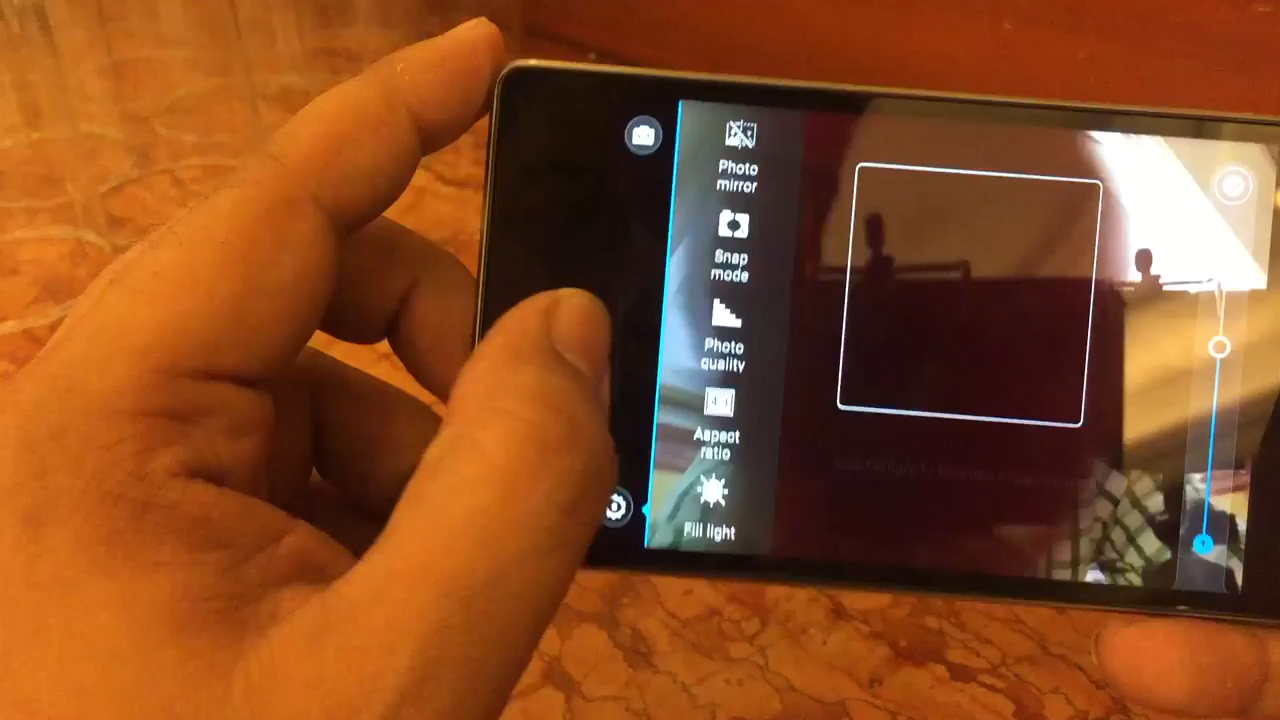 Photo
mirror
Snap
mode
Photo
quality
Aspect
ratio
Fill light